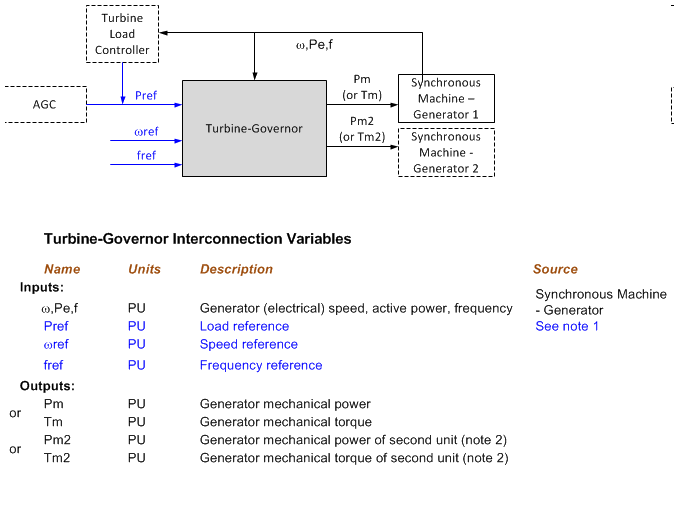 Turbine
Load
Controller
ω,Pe,f
AGC
Pref
ωref
fref
Turbine-Governor
Pm
(or Tm)
Pm2
(or Tm2)
Synchronous
Machine –
Generator 1
Synchronous
Machine -
Generator 2
Turbine-Governor Interconnection Variables
Name Units Description Source
Inputs:
ω,Pe,f PU Generator (electrical) speed, active power, frequency Synchronous Machine
- Generator
Pref PU Load reference See note 1
ωref PU Speed reference
fref PU Frequency reference
Outputs:
or
Pm PU Generator mechanical power
Tm PU Generator mechanical torque
or
Pm2 PU Generator mechanical power of second unit (note 2)
Tm2 PU Generator mechanical torque of second unit (note 2)